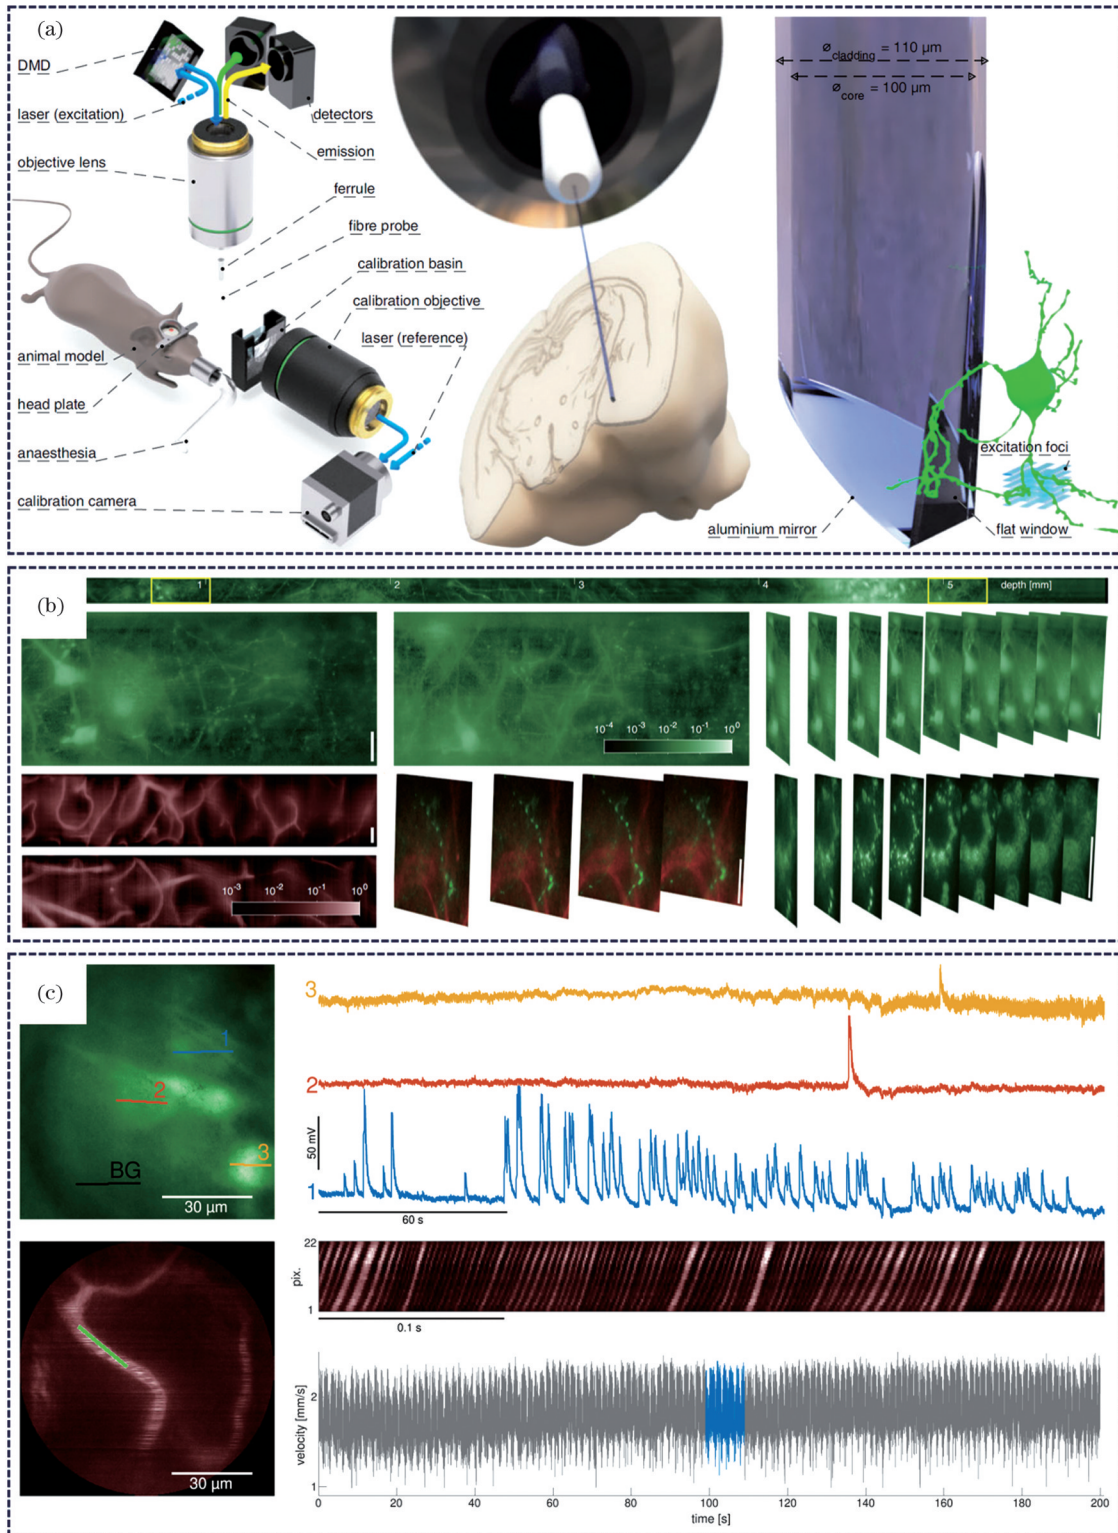 (a)
DMD
laser (excitation)
objective lens
detectors
emission
ferrule
fibre probe
calibration basin
calibration objective
laser (reference)
animal model
head plate
anaesthesia
calibration camera
⌀cladding = 110 µm
⌀core = 100 µm
excitation foci
aluminium mirror
flat window
(b)
1 2 3 4 5 depth [mm]
10⁻⁴ 10⁻³ 10⁻² 10⁻¹ 10⁰
10⁻³ 10⁻² 10⁻¹ 10⁰
(c)
1
2
3
BG
30 µm
3
2
50 mV
1
60 s
22
pix.
1
0.1 s
30 µm
velocity [mm/s]
2
1
0 20 40 60 80 100 120 140 160 180 200
time [s]